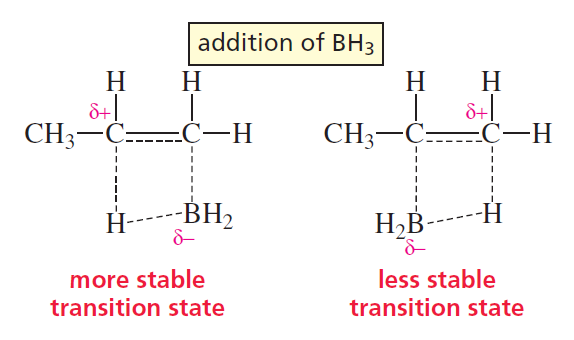 addition of BH3
H H
δ+
CH3—C C—H
H BH2
δ–
more stable
transition state
H H
δ+
CH3—C C—H
H2B H
δ–
less stable
transition state